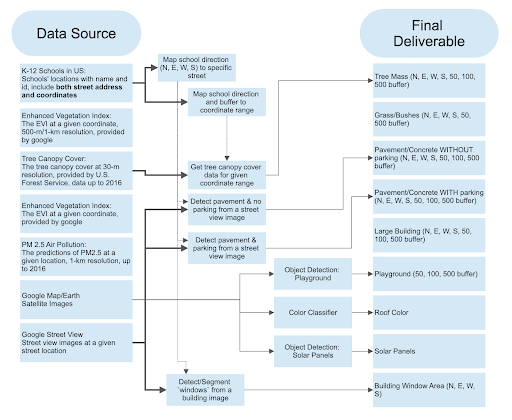 Data Source
K-12 Schools in US:
Schools' locations with name and
id, include both street address
and coordinates
Enhanced Vegetation Index:
The EVI at a given coordinate,
500-m/1-km resolution, provided
by google
Tree Canopy Cover:
The tree canopy at 30-m
resolution, provided by U.S.
Forest Service, data up to 2016
Enhanced Vegetation Index:
The EVI at a given coordinate,
provided by google
PM 2.5 Air Pollution:
The predictions of PM2.5 at a
given location, 1-km resolution, up
to 2016
Google Map/Earth
Satellite Images
Google Street View
Street view images at a given
street location
Map school direction
(N, E, W, S) to specific
street
Map school direction
and buffer to
coordinate range
Get tree canopy cover
data for given
coordinate range
Detect pavement & no
parking from a street
view image
Detect pavement &
parking from a street
view image
Object Detection:
Playground
Color Classifier
Object Detection:
Solar Panels
Detect/Segment
`windows` from a
building image
Final
Deliverable
Tree Mass (N, E, W, S, 50, 100,
500 buffer)
Grass/Bushes (N, E, W, S, 50,
100, 500 buffer)
Pavement/Concrete WITHOUT
parking (N, E, W, S, 50, 100, 500
buffer)
Pavement/Concrete WITH parking
(N, E, W, S, 50, 100, 500 buffer)
Large Building (N, E, W, S, 50,
100, 500 buffer)
Playground (50, 100, 500 buffer)
Roof Color
Solar Panels
Building Window Area (N, E, W,
S)